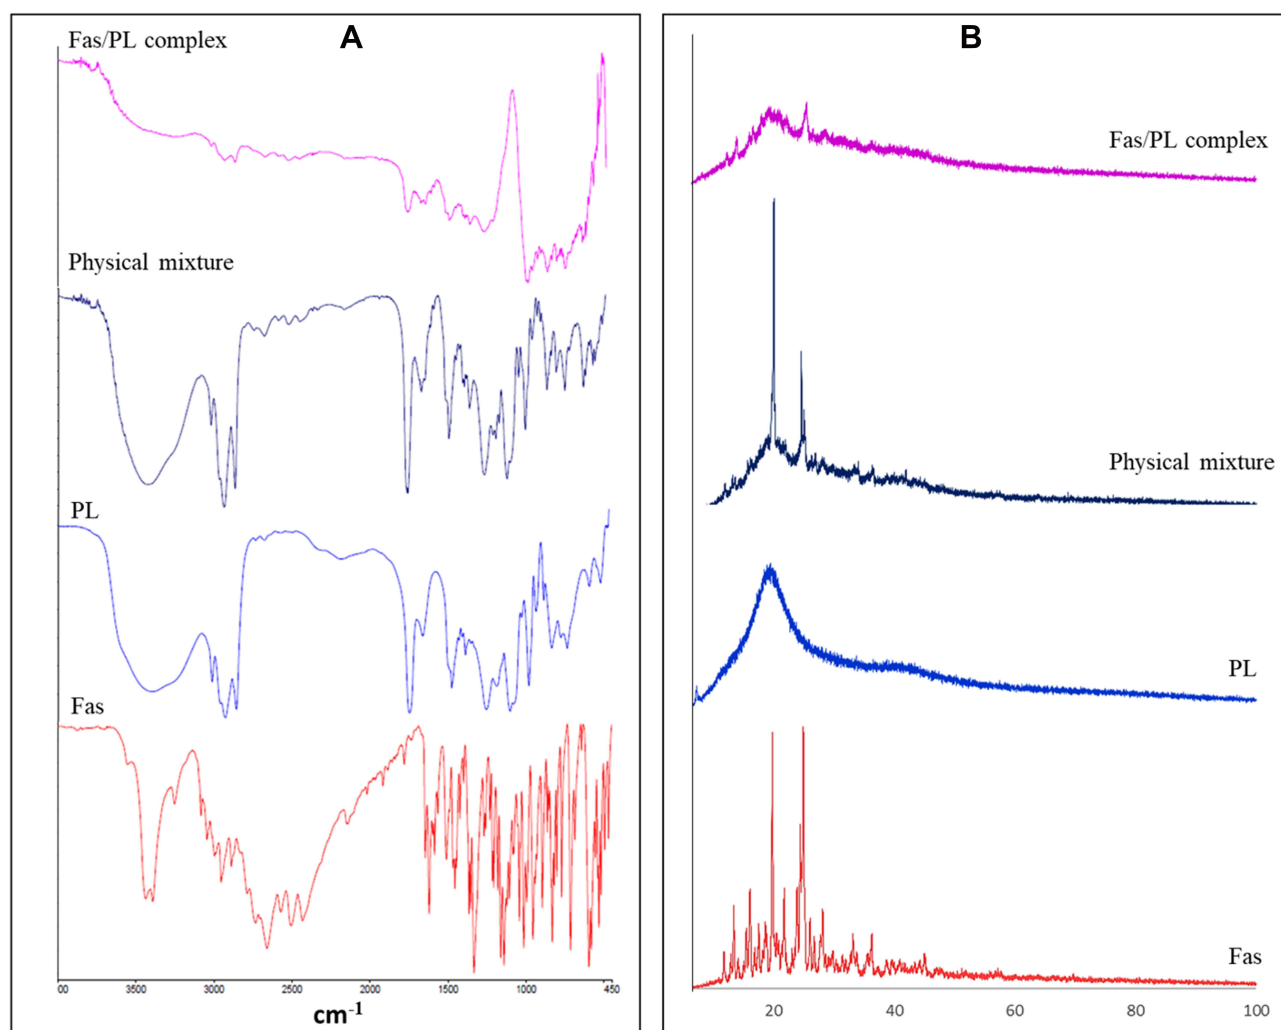 A
Fas/PL complex
Physical mixture
PL
Fas
00 3500 3000 2500 2000 1500 1000 450
cm-1
B
Fas/PL complex
Physical mixture
PL
Fas
20 40 60 80 100